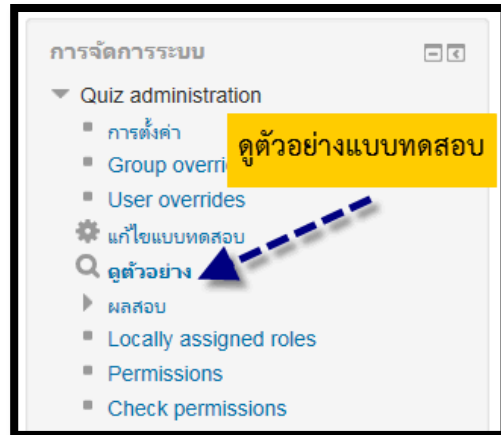 การจัดการระบบ
Quiz administration
การตั้งค่า
ดูตัวอย่างแบบทดสอบ
Group overri
User overrides
แก้ไขแบบทดสอบ
ดูตัวอย่าง
ผลสอบ
Locally assigned roles
Permissions
Check permissions